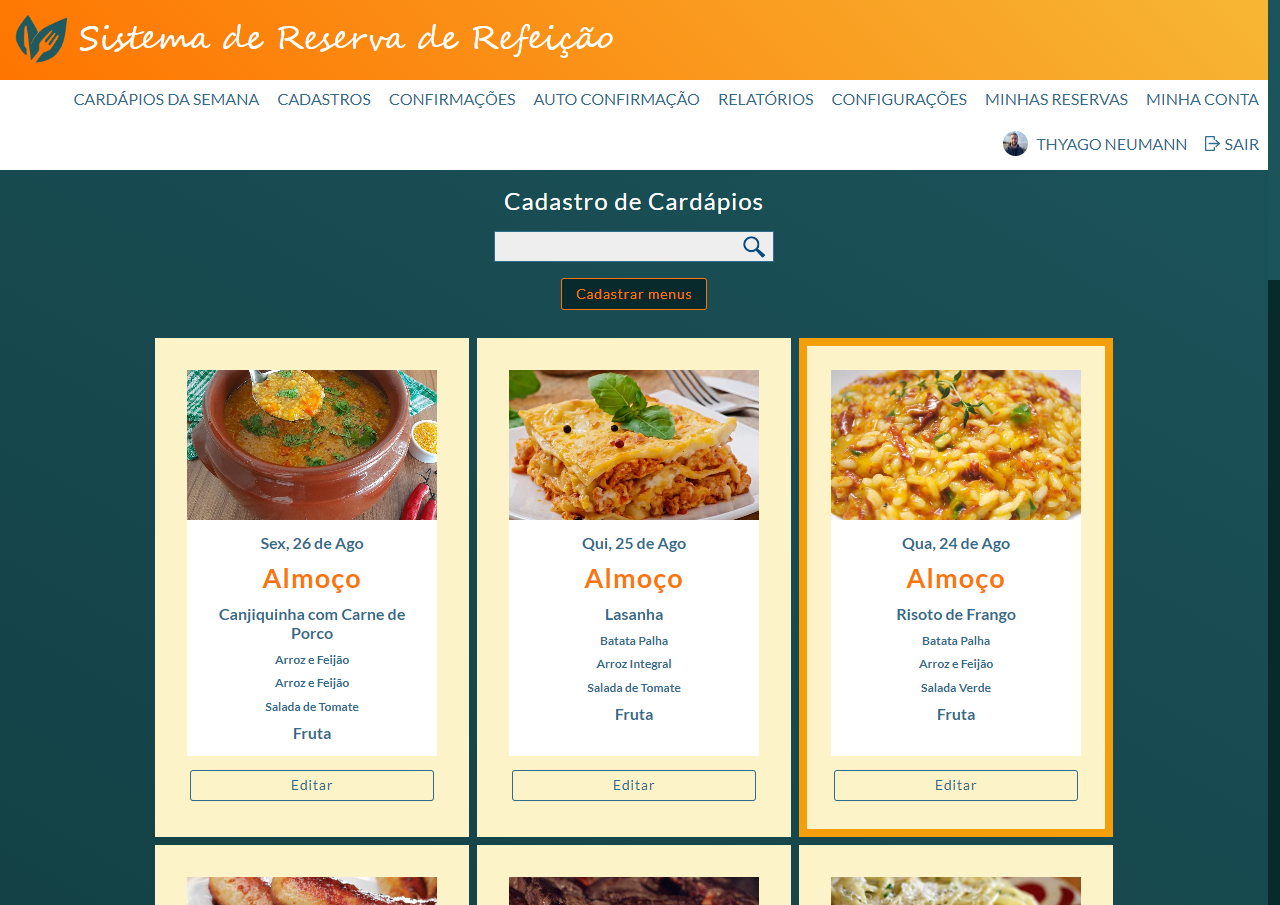 Sistema de Reserva de Refeição
CARDÁPIOS DA SEMANA CADASTROS CONFIRMAÇÕES AUTO CONFIRMAÇÃO RELATÓRIOS CONFIGURAÇÕES MINHAS RESERVAS MINHA CONTA
THYAGO NEUMANN SAIR
Cadastro de Cardápios
Cadastrar menus
Sex, 26 de Ago
Almoço
Canjiquinha com Carne de
Porco
Arroz e Feijão
Arroz e Feijão
Salada de Tomate
Fruta
Editar
Qui, 25 de Ago
Almoço
Lasanha
Batata Palha
Arroz Integral
Salada de Tomate
Fruta
Editar
Qua, 24 de Ago
Almoço
Risoto de Frango
Batata Palha
Arroz e Feijão
Salada Verde
Fruta
Editar